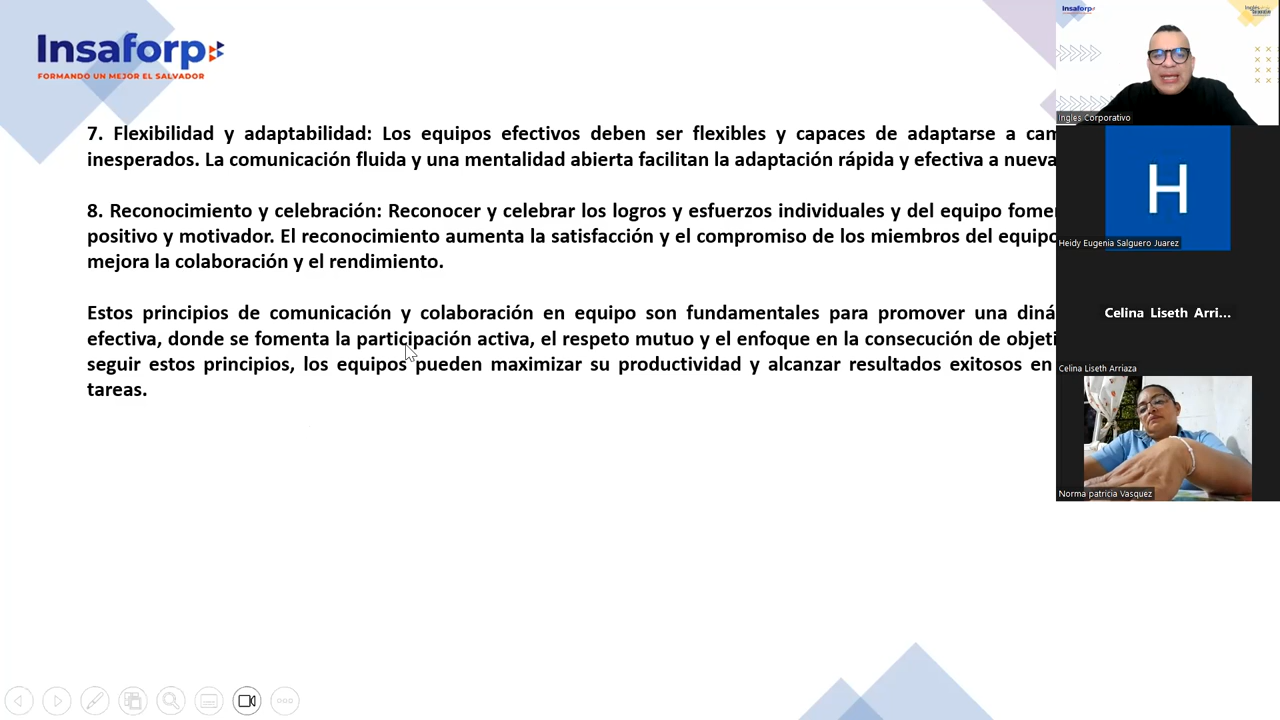 Insaforp
FORMANDO UN MEJOR EL SALVADOR
7. Flexibilidad y adaptabilidad: Los equipos efectivos deben ser flexibles y capaces de adaptarse a
inesperados. La comunicación fluida y una mentalidad abierta facilitan la adaptación rápida y efectiva a
8. Reconocimiento y celebración: Reconocer y celebrar los logros y esfuerzos individuales y del equipo
positivo y motivador. El reconocimiento aumenta la satisfacción y el compromiso de los miembros del equipo
mejora la colaboración y el rendimiento.
Estos principios de comunicación y colaboración en equipo son fundamentales para promover una
efectiva, donde se fomenta la participación activa, el respeto mutuo y el enfoque en la consecución de
seguir estos principios, los equipos pueden maximizar su productividad y alcanzar resultados exitosos en
tareas.
Insaforp
Ingles Corporativo
H
Heidy Eugenia Salguero Juarez
Celina Liseth Arri...
Celina Liseth Arriaza
Norma patricia Vasquez